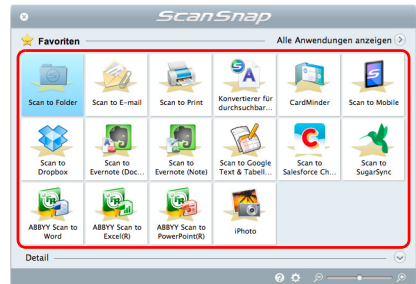 ScanSnap
Favoriten
Alle Anwendungen anzeigen
Scan to Folder
Scan to E-mail
Scan to Print
Konvertierer für
durchsuchbar...
CardMinder
Scan to Mobile
Scan to
Dropbox
Scan to
Evernote (Doc...
Scan to
Evernote (Note)
Scan to Google
Text & Tabell...
Scan to
Salesforce Ch...
Scan to
SugarSync
ABBYY Scan to
Word
ABBYY Scan to
Excel(R)
ABBYY Scan to
PowerPoint(R)
iPhoto
Detail